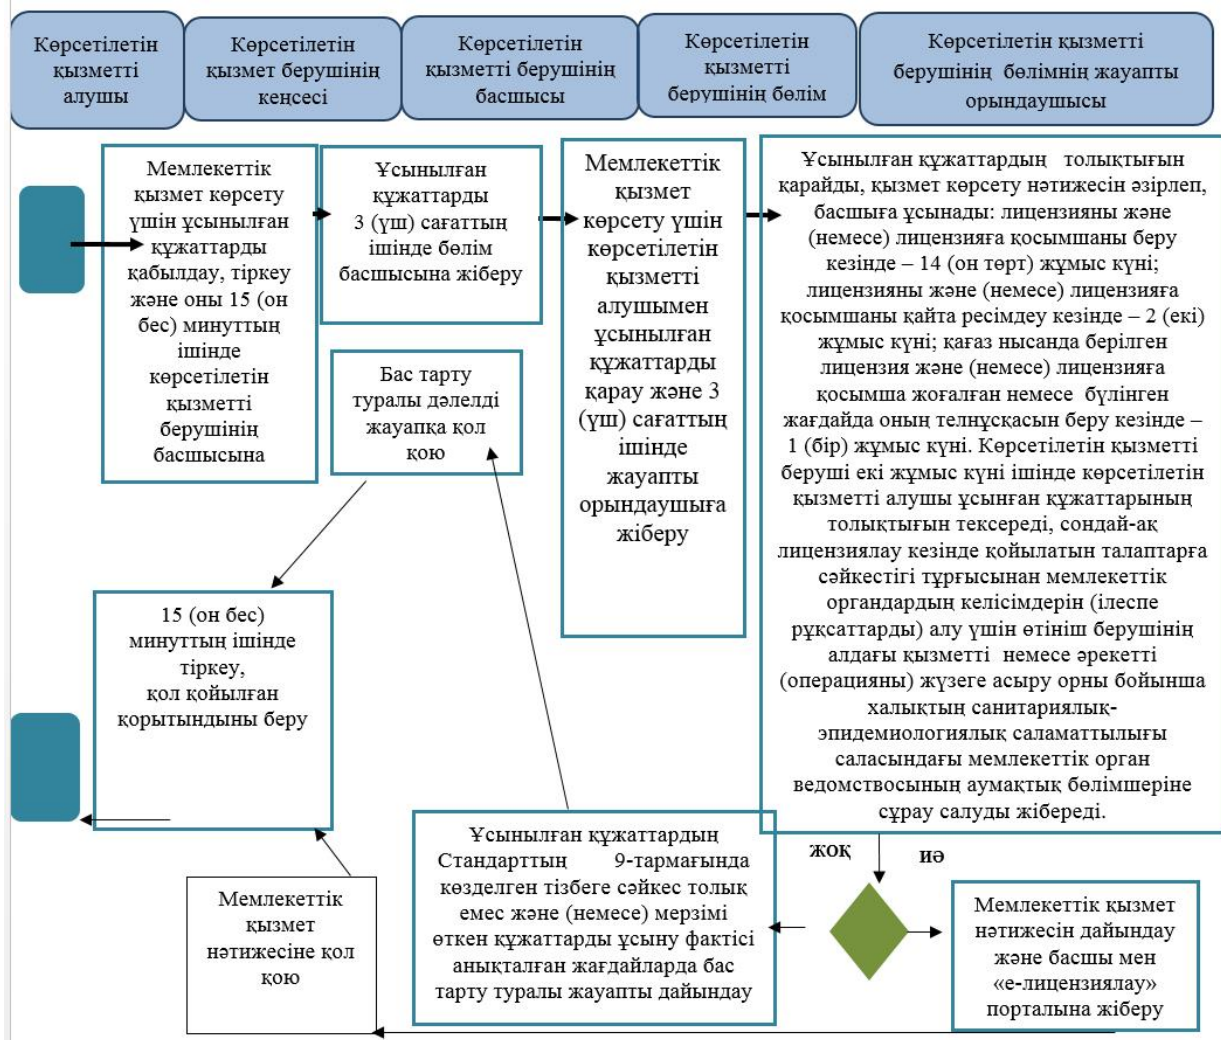 Көрсетілетін
қызметті
алушы
Көрсетілетін
қызмет берушінің
кеңсесі
Көрсетілетін
қызметті берушінің
басшысы
Көрсетілетін
қызметті
берушінің бөлім
Көрсетілетін қызметті
берушінің бөлімнің жауапты
орындаушысы
Мемлекеттік
қызмет көрсету
үшін ұсынылған
құжаттарды
қабылдау, тіркеу
және оны 15 (он
бес) минуттың
ішінде
көрсетілетін
қызметті
берушінің
басшысына
Ұсынылған
құжаттарды
3 (үш) сағаттың
ішінде бөлім
басшысына жіберу
Мемлекеттік
қызмет
көрсету үшін
көрсетілетін
қызметті
алушымен
ұсынылған
құжаттарды
қарау және 3
(үш) сағаттың
ішінде
жауапты
орындаушыға
жіберу
Ұсынылған құжаттардың толықтығын
қарайды, қызмет көрсету нәтижесін әзірлеп,
басшыға ұсынады: лицензияны және
(немесе) лицензияға қосымшаны беру
кезінде – 14 (он төрт) жұмыс күні;
лицензияны және (немесе) лицензияға
қосымшаны қайта ресімдеу кезінде – 2 (екі)
жұмыс күні; қағаз нысанда берілген
лицензия және (немесе) лицензияға
қосымша жоғалған немесе бүлінген
жағдайда оның телнұсқасын беру кезінде –
1 (бір) жұмыс күні. Көрсетілетін қызметті
беруші екі жұмыс күні ішінде көрсетілетін
қызметті алушы ұсынған құжаттарының
толықтығын тексереді, сондай-ақ
лицензиялау кезінде қойылатын талаптарға
сәйкестігі тұрғысынан мемлекеттік
органдардың келісімдерін (ілеспе
рұқсаттарды) алу үшін өтініш берушінің
алдағы қызметті немесе әрекетті
(операцияны) жүзеге асыру орны бойынша
халықтың санитариялық-
эпидемиологиялық саламаттылығы
саласындағы мемлекеттік орган
ведомствосының аумақтық бөлімшеріне
сұрау салуды жібереді.
Бас тарту
туралы дәлелді
жауапқа қол
қою
15 (он бес)
минуттың ішінде
тіркеу,
қол қойылған
қорытындыны беру
Мемлекеттік
қызмет
нәтижесіне қол
қою
Ұсынылған құжаттардың
Стандарттың 9-тармағында
көзделген тізбеге сәйкес толық
емес және (немесе) мерзімі
өткен құжаттарды ұсыну фактісі
анықталған жағдайларда бас
тарту туралы жауапты дайындау
жоқ
иә
Мемлекеттік қызмет
нәтижесін дайындау
және басшы мен
«е-лицензиялау»
порталына жіберу